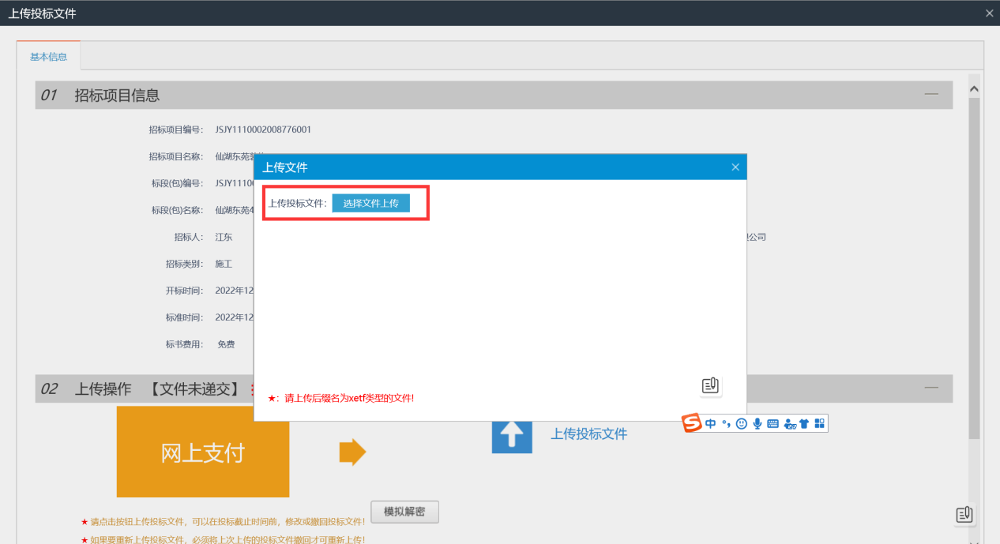 上传投标文件
基本信息
01 招标项目信息
招标项目编号： JSJY1110002008776001
招标项目名称： 仙湖东苑
上传文件
标段(包)编号： JSJY1110
上传投标文件： 选择文件上传
标段(包)名称： 仙湖东苑4
招标人： 江东
公司
招标类别： 施工
开标时间： 2022年12
标准时间： 2022年12
标书费用： 免费
02 上传操作 【文件未递交】
★：请上传后缀名为xetf类型的文件!
中
网上支付
上传投标文件
模拟解密
★ 请点击按钮上传投标文件，可以在投标截止时间前，修改或撤回投标文件!
★ 如果要重新上传投标文件，必须将上次上传的投标文件撤回才可重新上传!